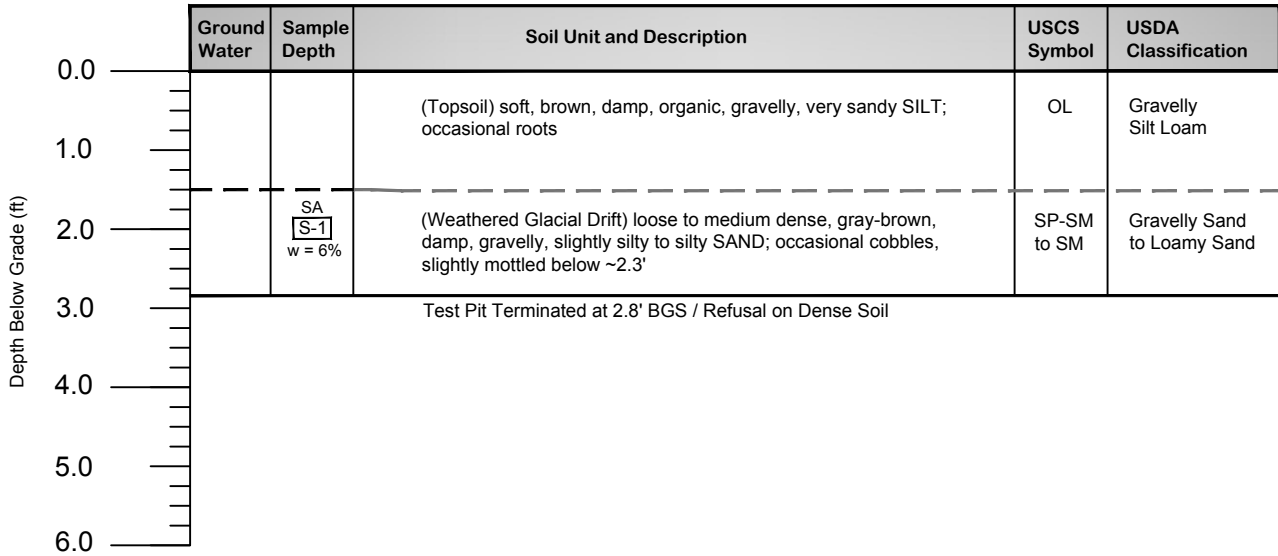 Ground Water
Sample Depth
Soil Unit and Description
USCS Symbol
USDA Classification
Depth Below Grade (ft)
0.0
(Topsoil) soft, brown, damp, organic, gravelly, very sandy SILT;
occasional roots
OL
Gravelly
Silt Loam
1.0
2.0
SA
S-1
w = 6%
(Weathered Glacial Drift) loose to medium dense, gray-brown,
damp, gravelly, slightly silty to silty SAND; occasional cobbles,
slightly mottled below ~2.3'
SP-SM
to SM
Gravelly Sand
to Loamy Sand
3.0
Test Pit Terminated at 2.8' BGS / Refusal on Dense Soil
4.0
5.0
6.0